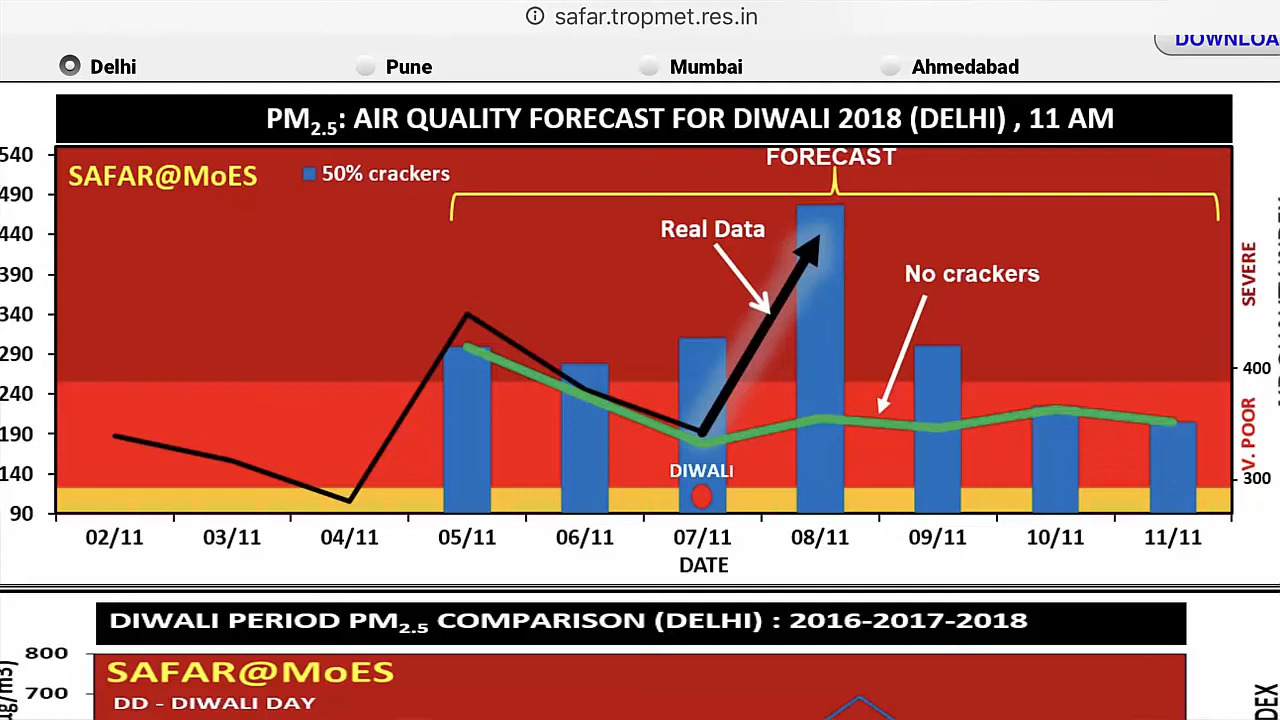 safar.tropmet.res.in
DOWNLOA
Delhi Pune Mumbai Ahmedabad
PM2.5: AIR QUALITY FORECAST FOR DIWALI 2018 (DELHI) , 11 AM
FORECAST
SAFAR@MoES
50% crackers
Real Data
No crackers
DIWALI
540
490
440
390
340
290
240
190
140
90
SEVERE
V. POOR
400
300
02/11 03/11 04/11 05/11 06/11 07/11 08/11 09/11 10/11 11/11
DATE
DIWALI PERIOD PM2.5 COMPARISON (DELHI) : 2016-2017-2018
SAFAR@MoES
DD - DIWALI DAY
800
700
g/m3)
DEX